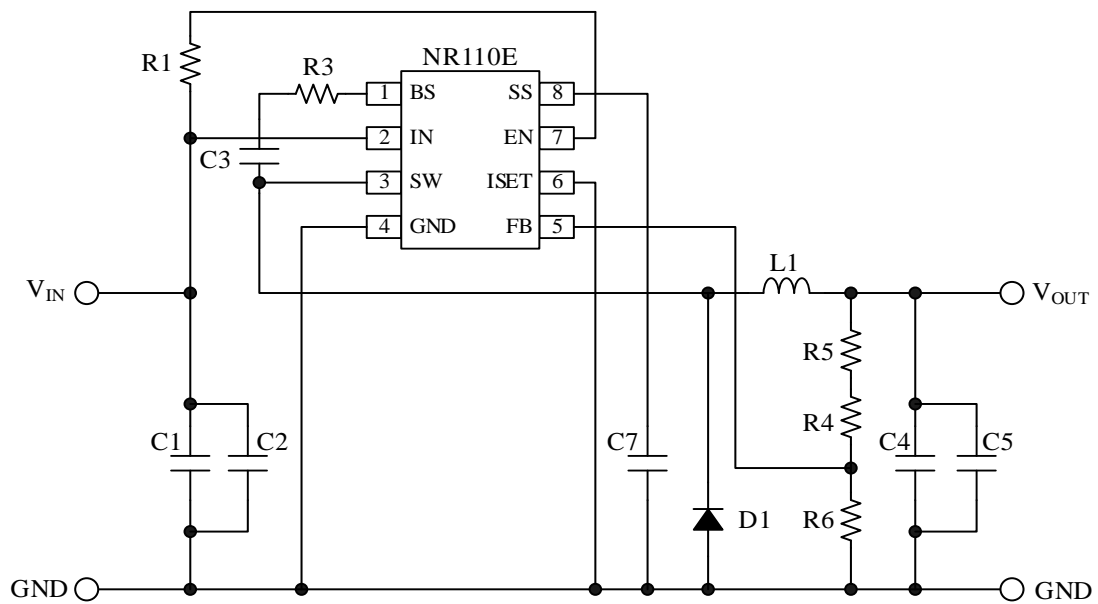 NR110E
R1
R3
1 BS SS 8
2 IN EN 7
C3
3 SW ISET 6
4 GND FB 5
L1
VIN
VOUT
R5
R4
C1 C2 C7 C4 C5
D1 R6
GND GND